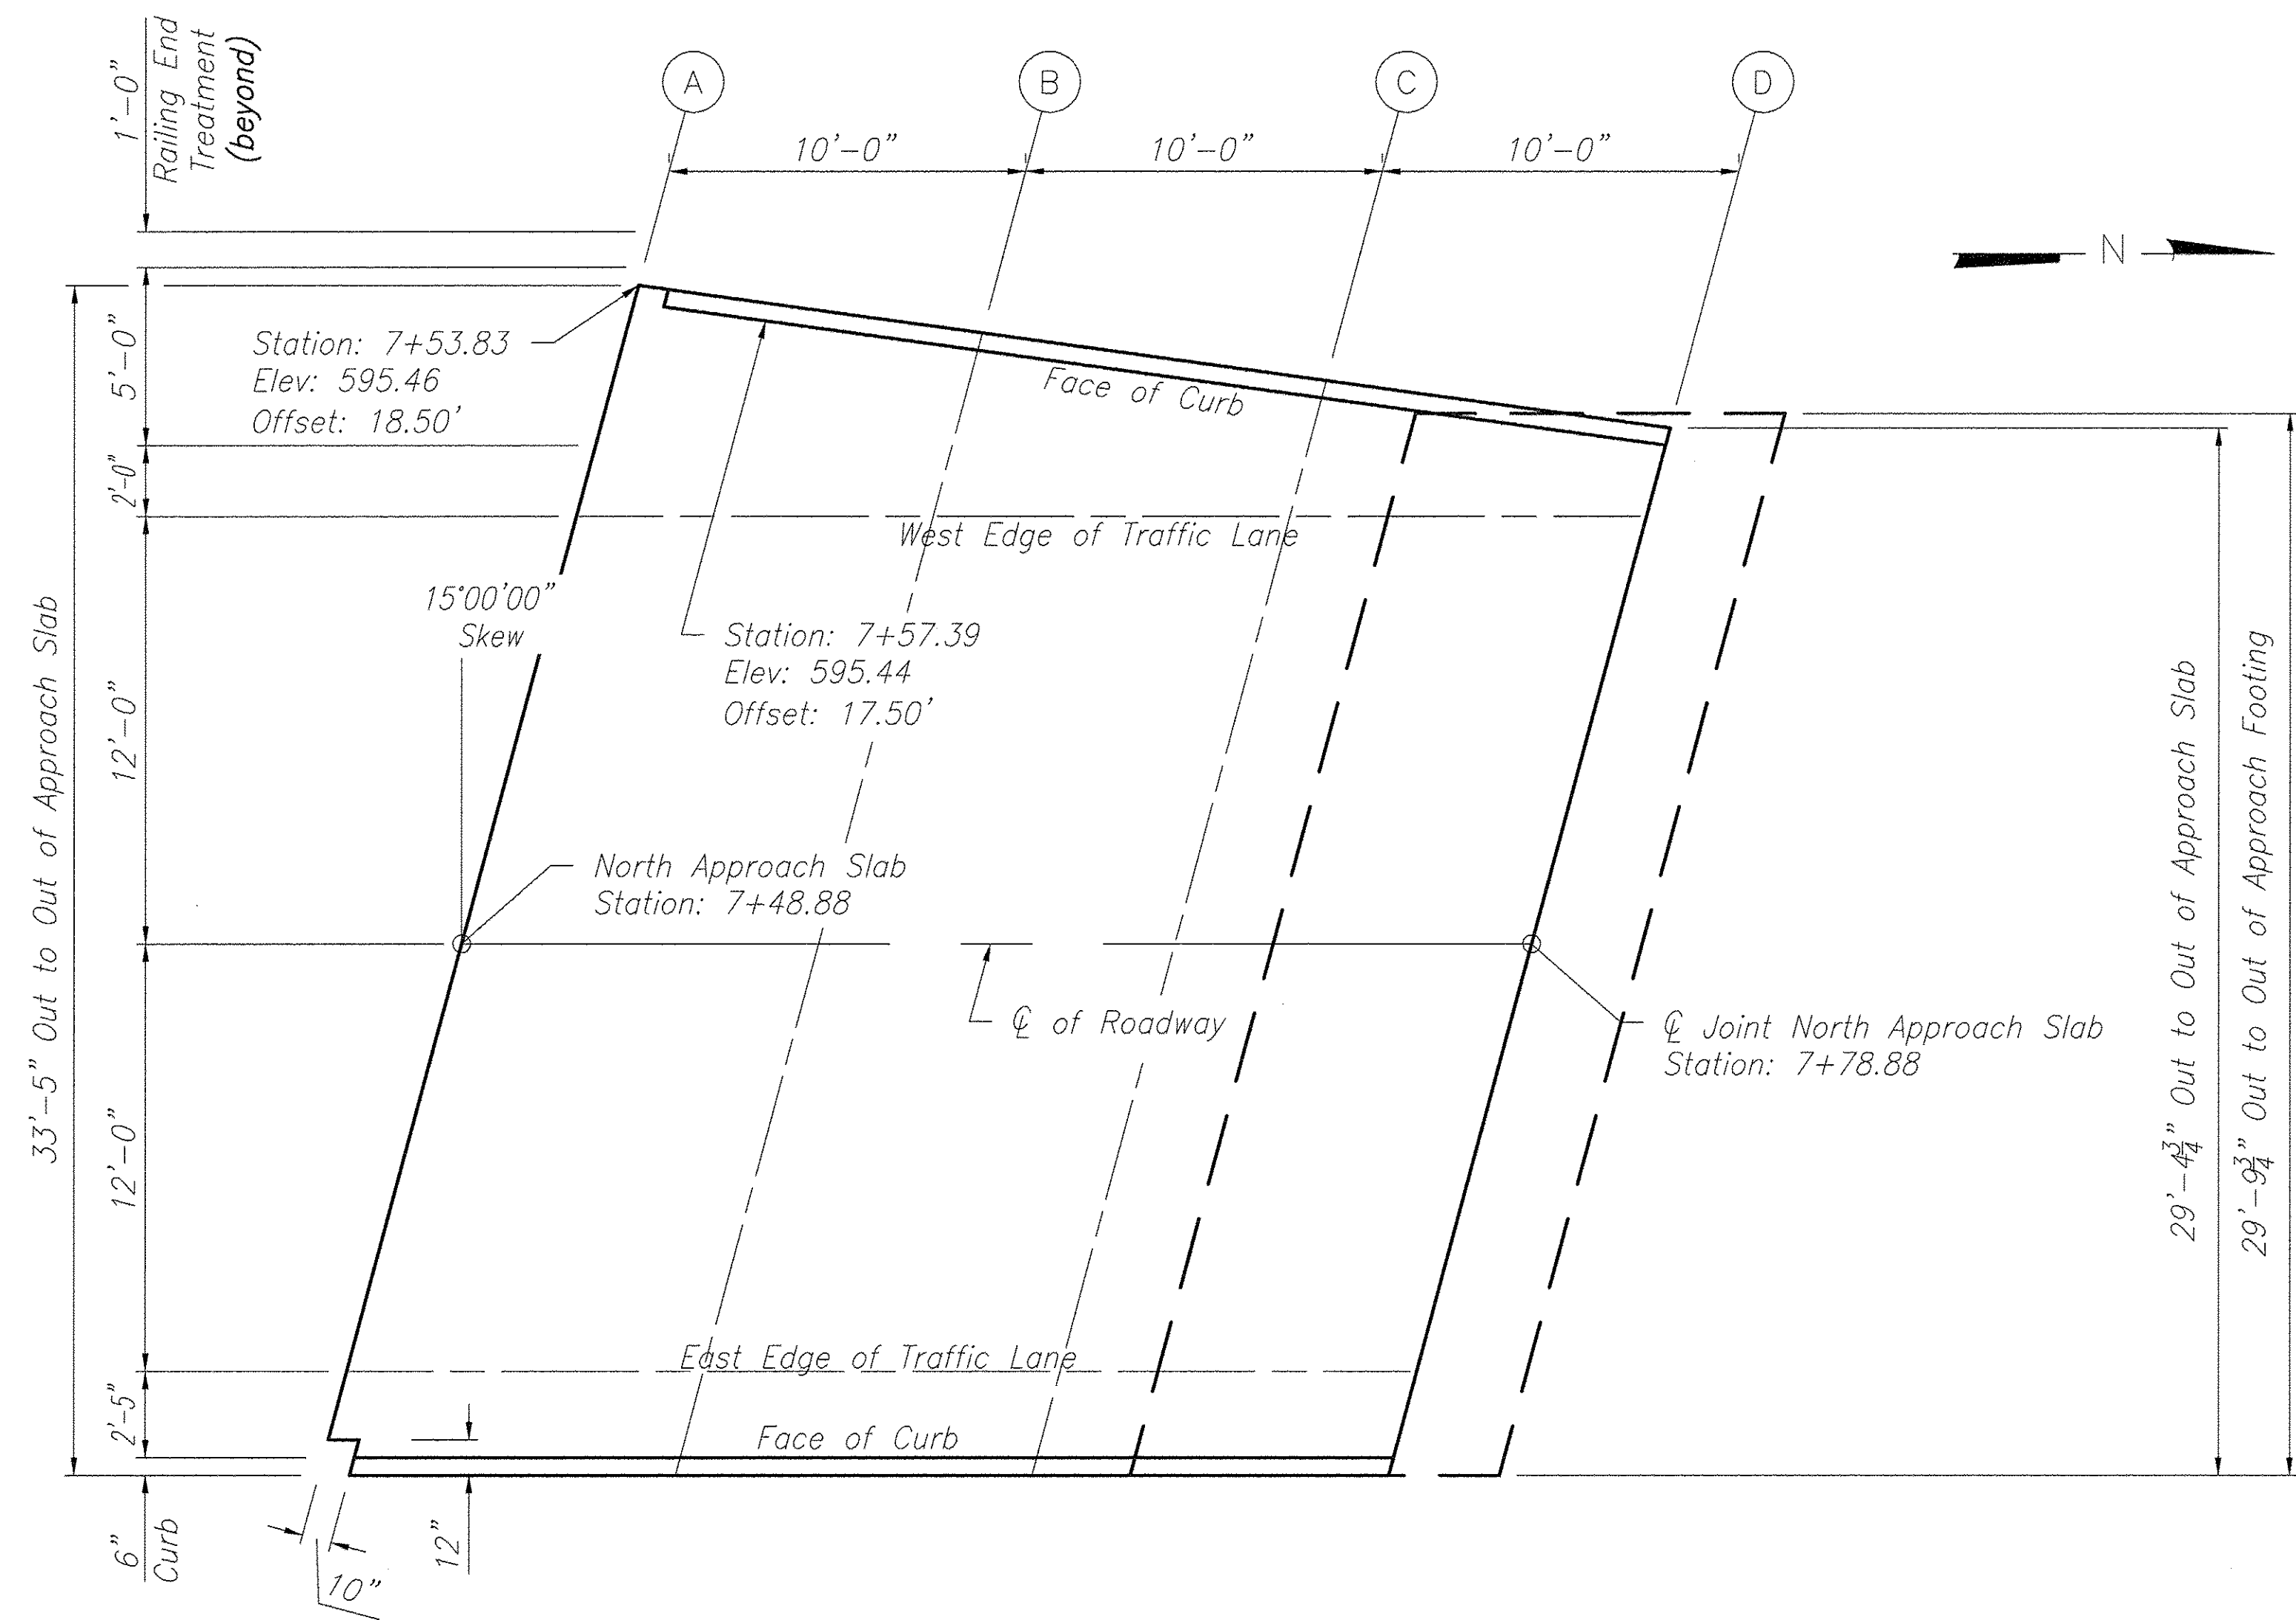 1'-0"
Railing End
Treatment
(beyond)
A
B
C
D
10'-0"
10'-0"
10'-0"
N
5'-0"
2'-0"
12'-0"
12'-0"
2'-5"
6"
Curb
10"
12"
33'-5" Out to Out of Approach Slab
Station: 7+53.83
Elev: 595.46
Offset: 18.50'
Face of Curb
West Edge of Traffic Lane
15°00'00"
Skew
Station: 7+57.39
Elev: 595.44
Offset: 17.50'
North Approach Slab
Station: 7+48.88
℄ of Roadway
℄ Joint North Approach Slab
Station: 7+78.88
East Edge of Traffic Lane
Face of Curb
29'-4¾" Out to Out of Approach Slab
29'-9¾" Out to Out of Approach Footing